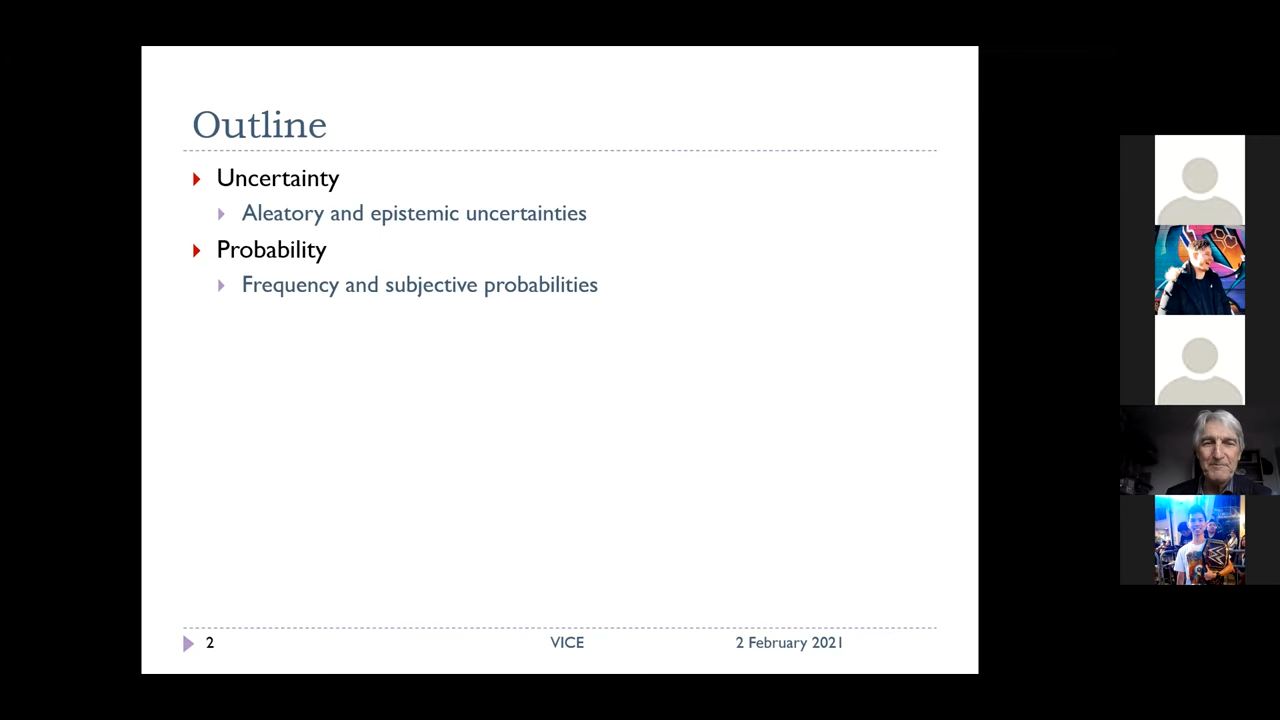 Outline
Uncertainty
Aleatory and epistemic uncertainties
Probability
Frequency and subjective probabilities
2 VICE 2 February 2021